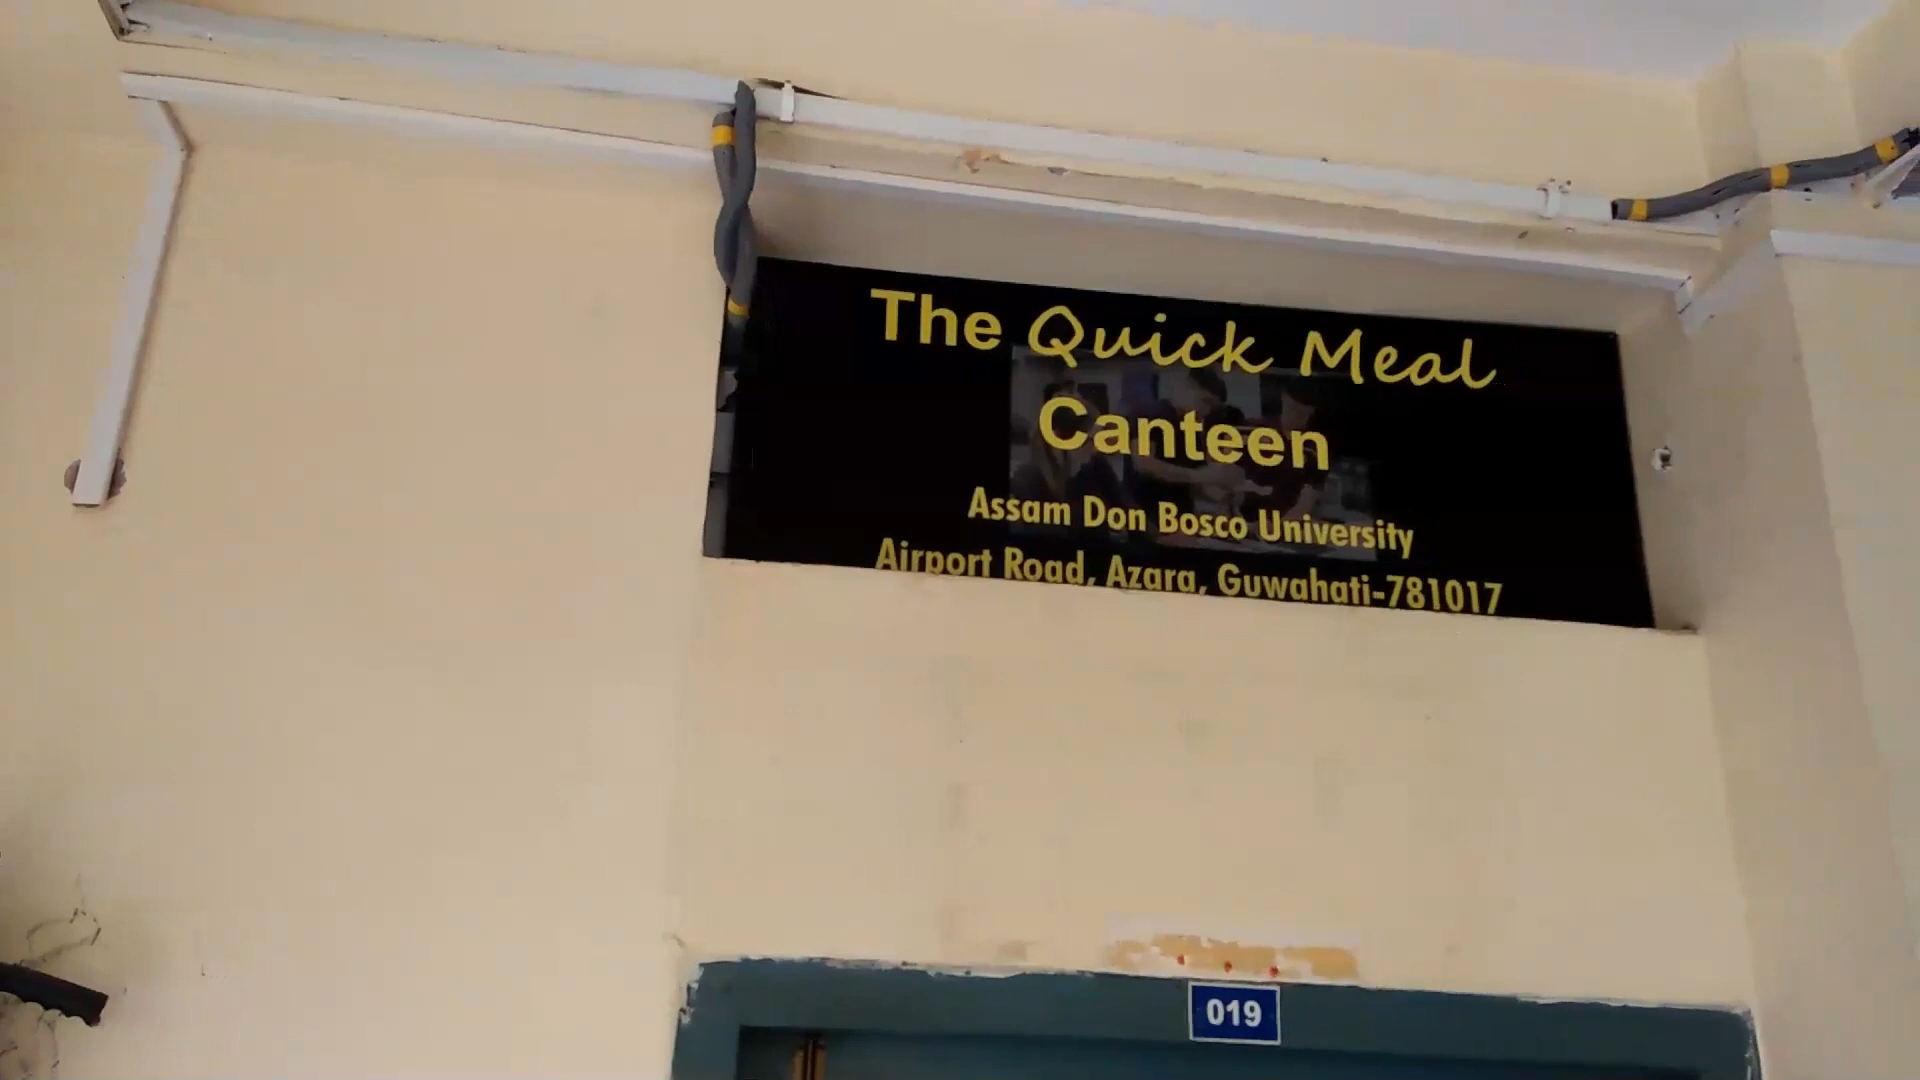 The Quick Meal
Canteen
Assam Don Bosco University
Airport Road, Azara, Guwahati-781017
019